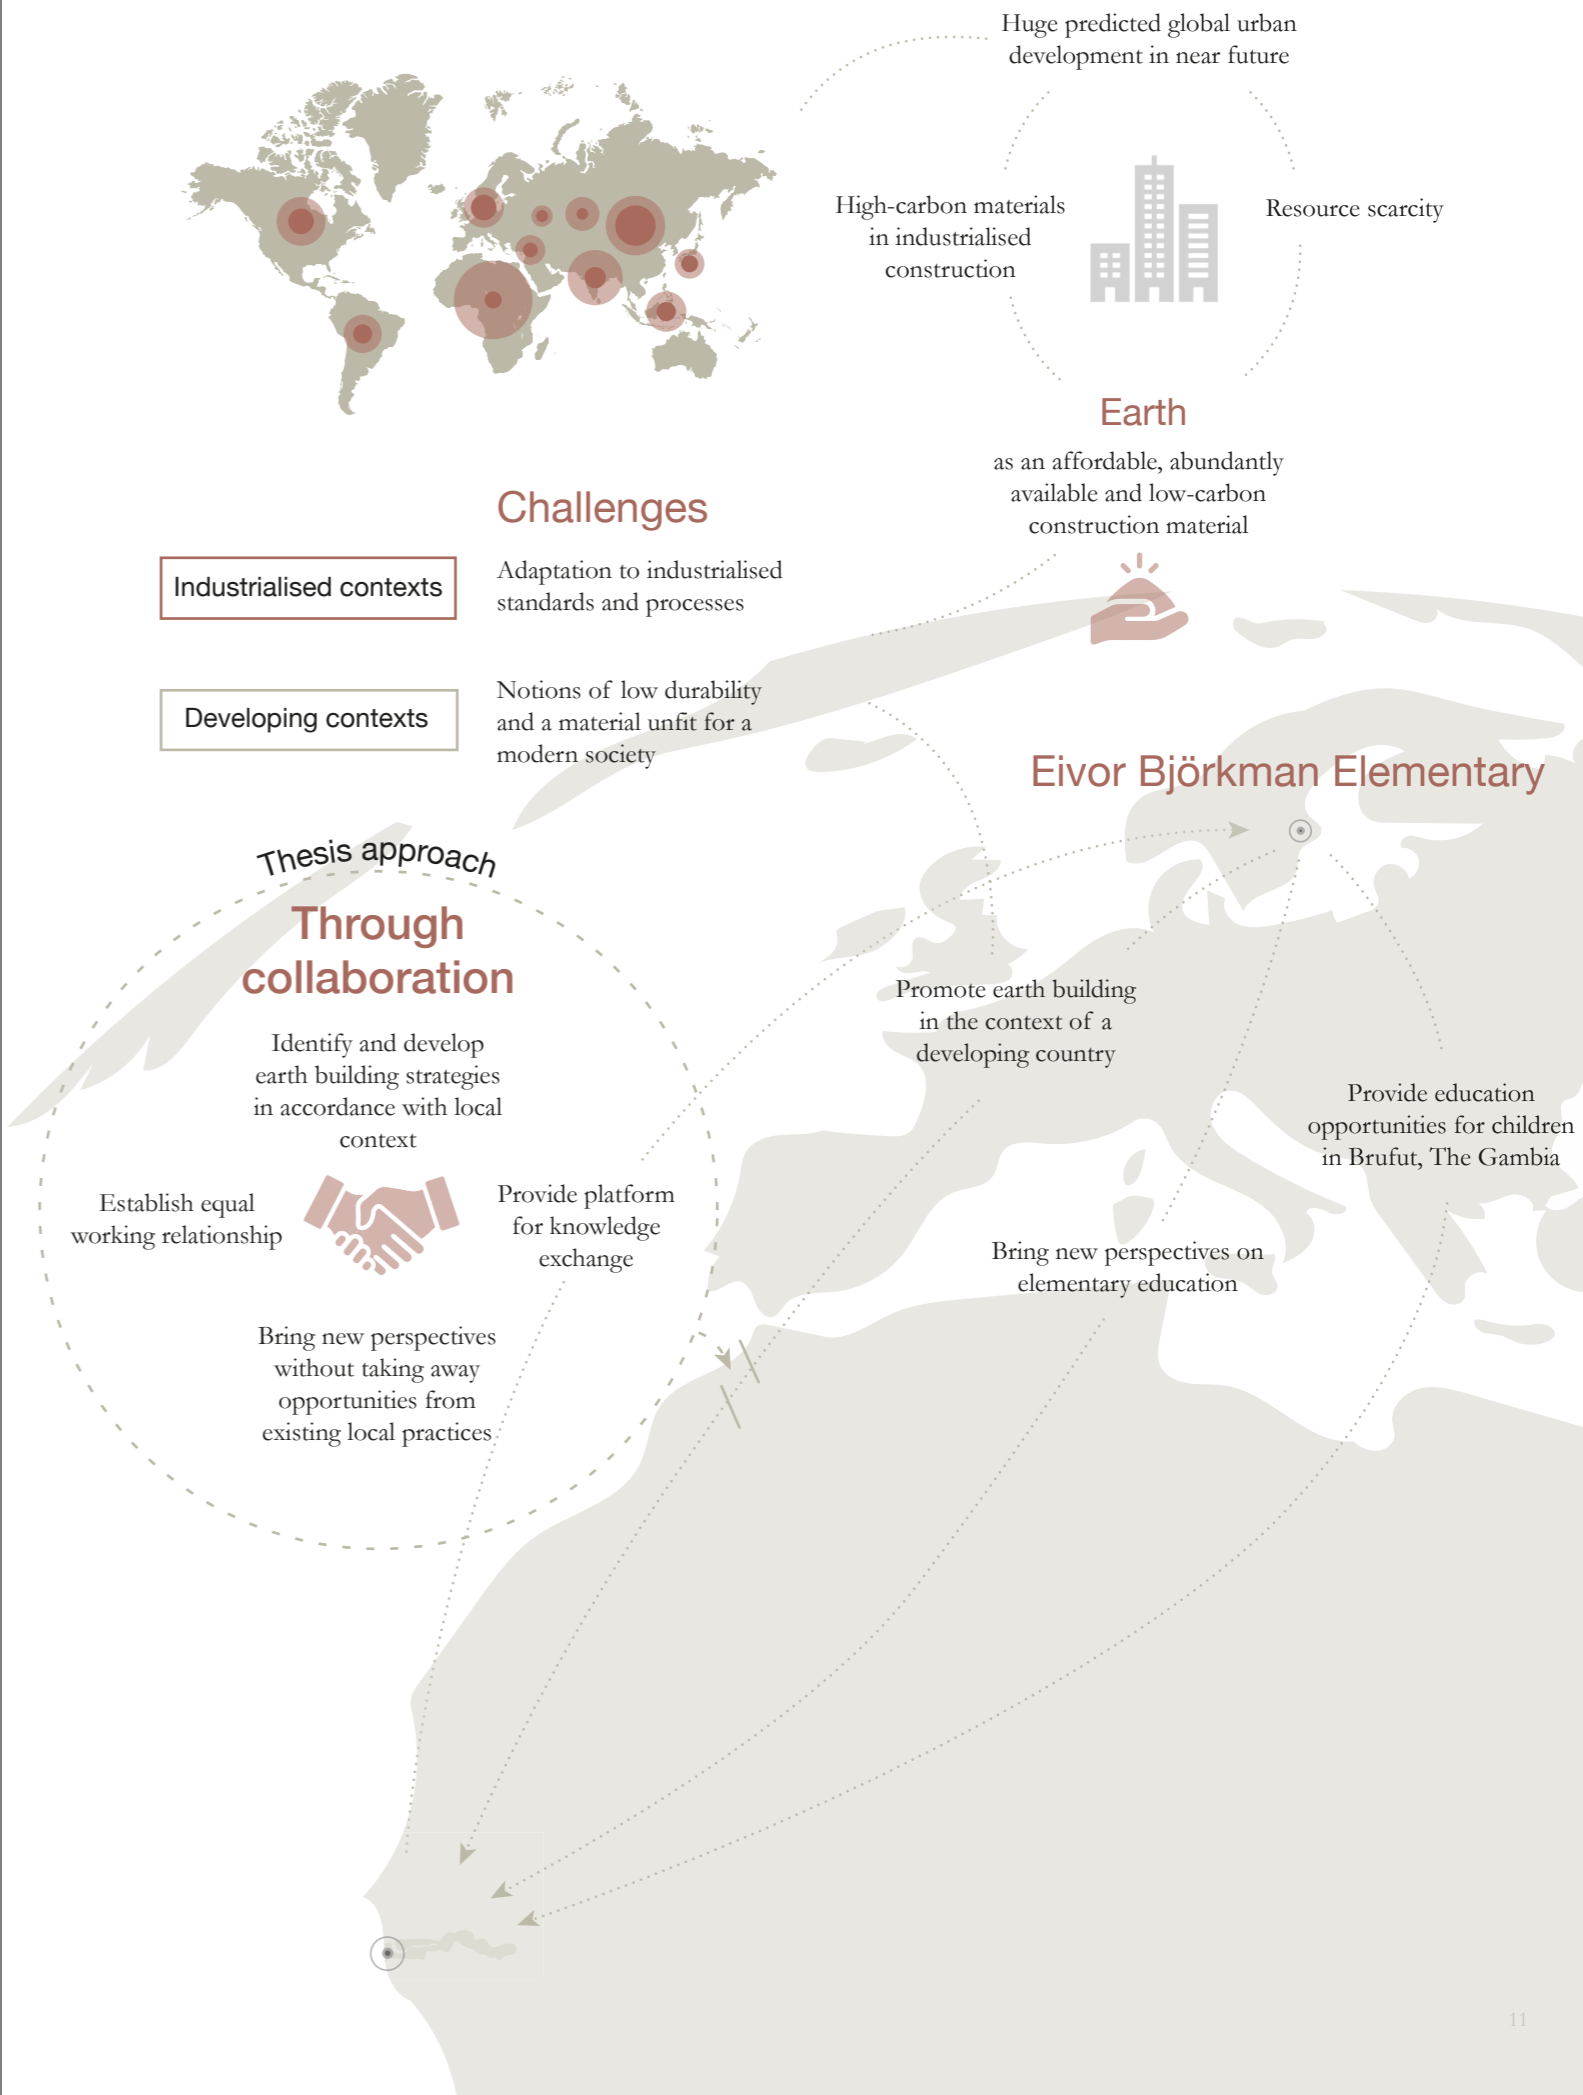 Huge predicted global urban
development in near future
High-carbon materials
in industrialised
construction
Resource scarcity
Earth
as an affordable, abundantly
available and low-carbon
construction material
Challenges
Industrialised contexts
Adaptation to industrialised
standards and processes
Developing contexts
Notions of low durability
and a material unfit for a
modern society
Eivor Björkman Elementary
Thesis approach
Through
collaboration
Identify and develop
earth building strategies
in accordance with local
context
Establish equal
working relationship
Provide platform
for knowledge
exchange
Bring new perspectives
without taking away
opportunities from
existing local practices
Promote earth building
in the context of a
developing country
Provide education
opportunities for children
in Brufut, The Gambia
Bring new perspectives on
elementary education
11